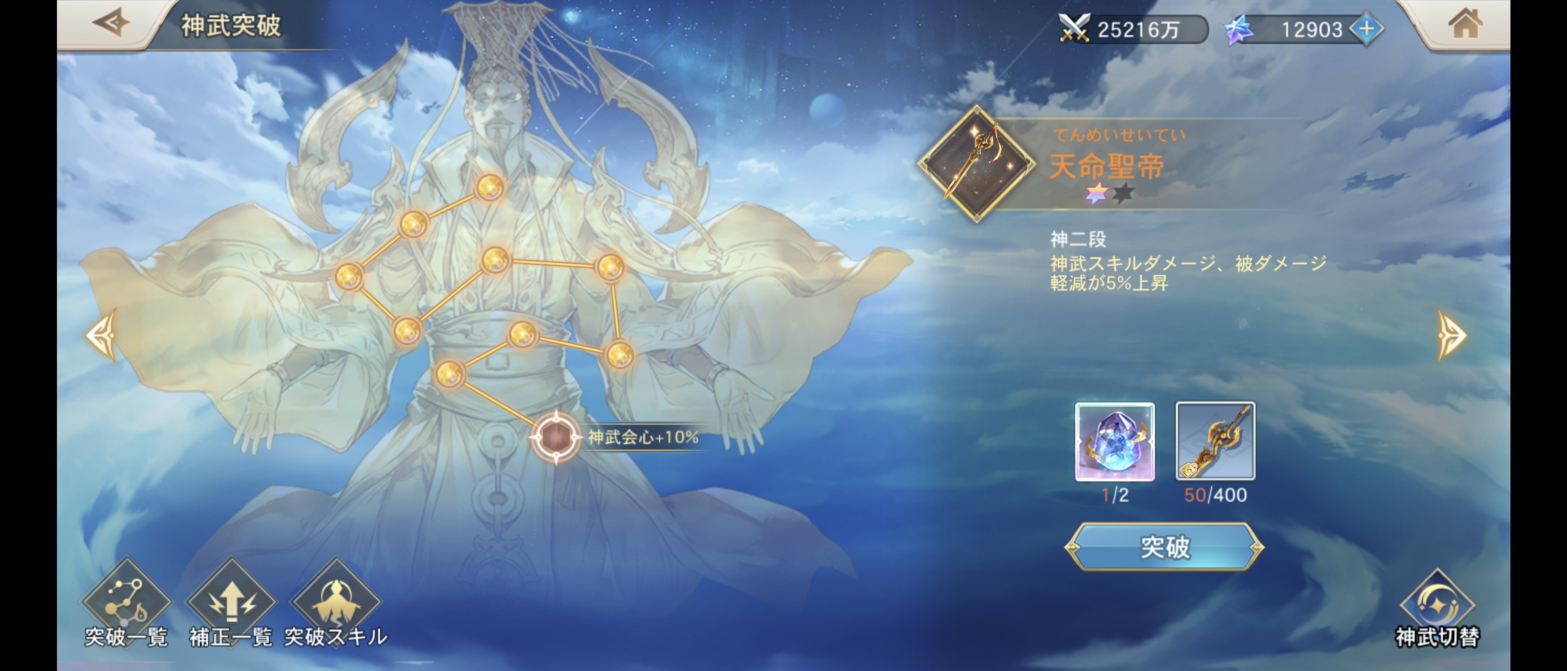 神武突破
25216万
12903
てんめいせいてい
天命聖帝
神二段
神武スキルダメージ、被ダメージ
軽減が5%上昇
神武会心+10%
1/2
50/400
突破
突破一覧
補正一覧
突破スキル
神武切替